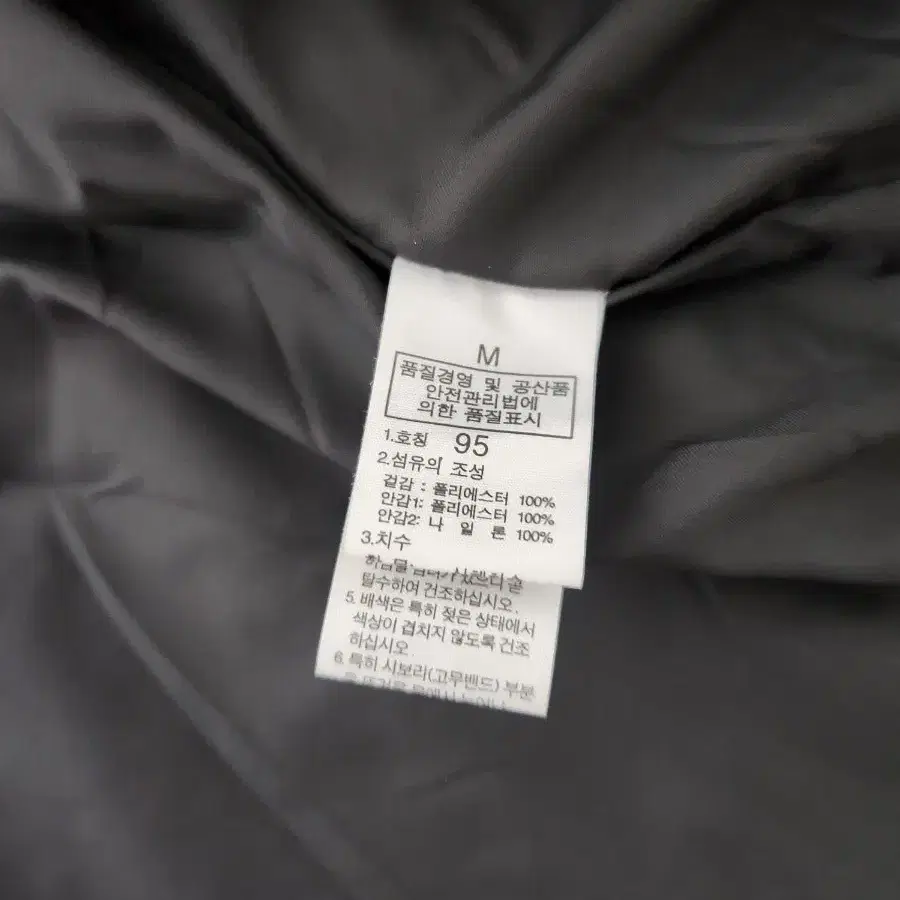 M
품질경영 및 공산품
안전관리법에
의한 품질표시
1.호칭 95
2.섬유의 조성
겉감 : 폴리에스터 100%
안감1: 폴리에스터 100%
안감2: 나 일 론 100%
3.치수
탈수하여 건조하십시오.
5. 배색은 특히 젖은 상태에서
색상이 겹치지 않도록 건조
하십시오.
6. 특히 시보리(고무밴드) 부분